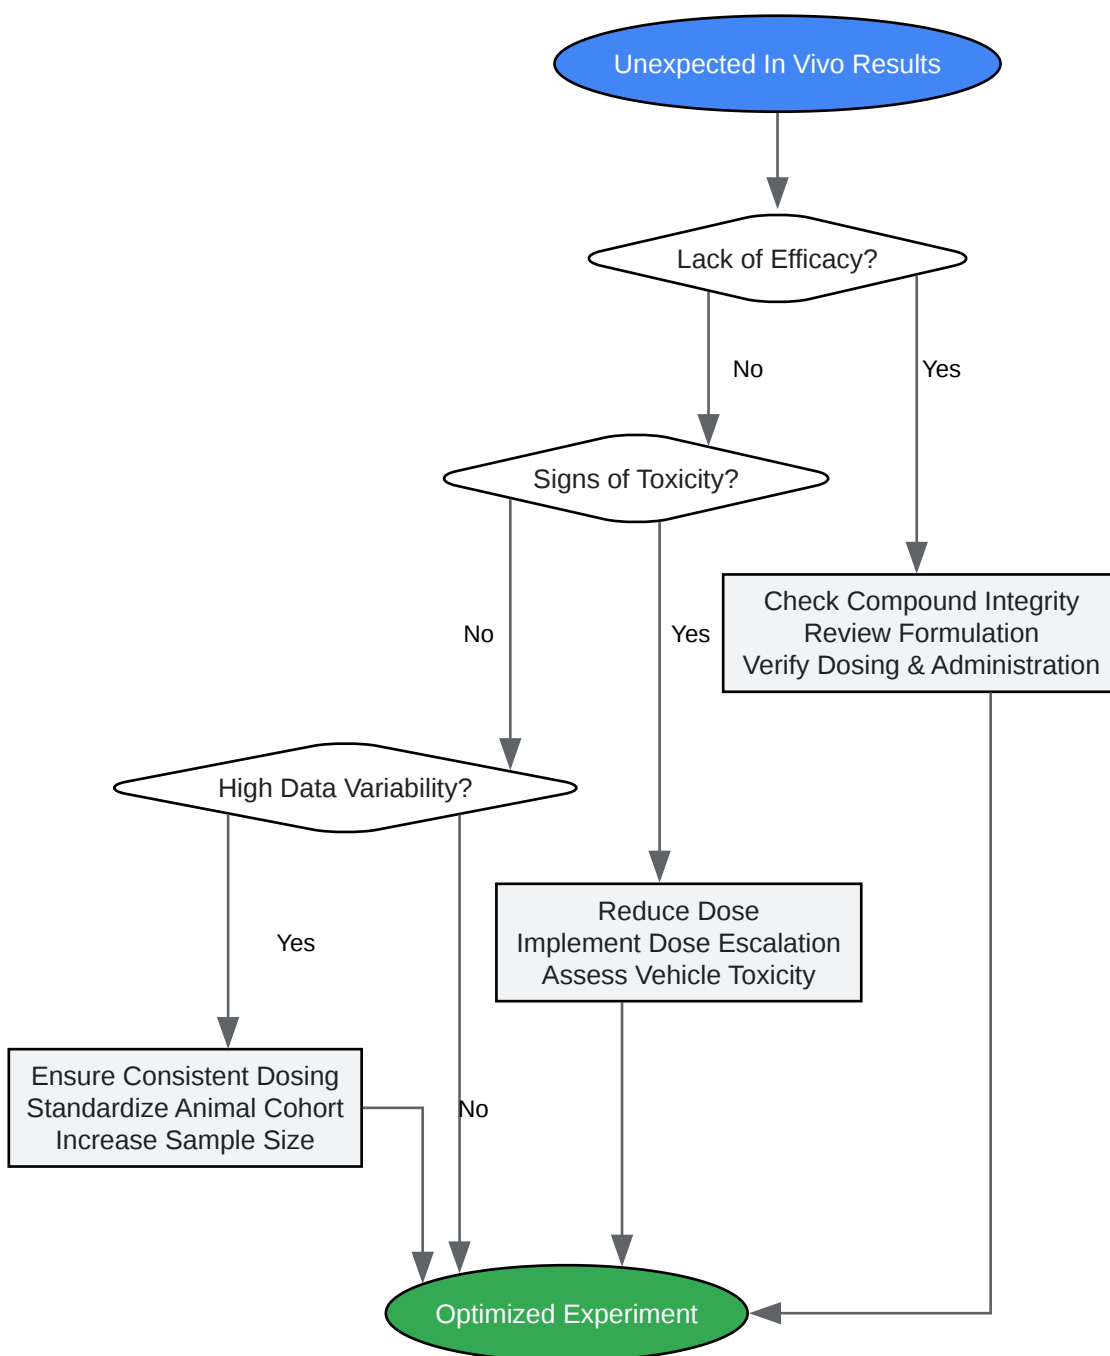 Unexpected In Vivo Results
Lack of Efficacy?
No
Yes
Signs of Toxicity?
No
Yes
Check Compound Integrity
Review Formulation
Verify Dosing & Administration
High Data Variability?
Yes
No
Reduce Dose
Implement Dose Escalation
Assess Vehicle Toxicity
Ensure Consistent Dosing
Standardize Animal Cohort
Increase Sample Size
Optimized Experiment